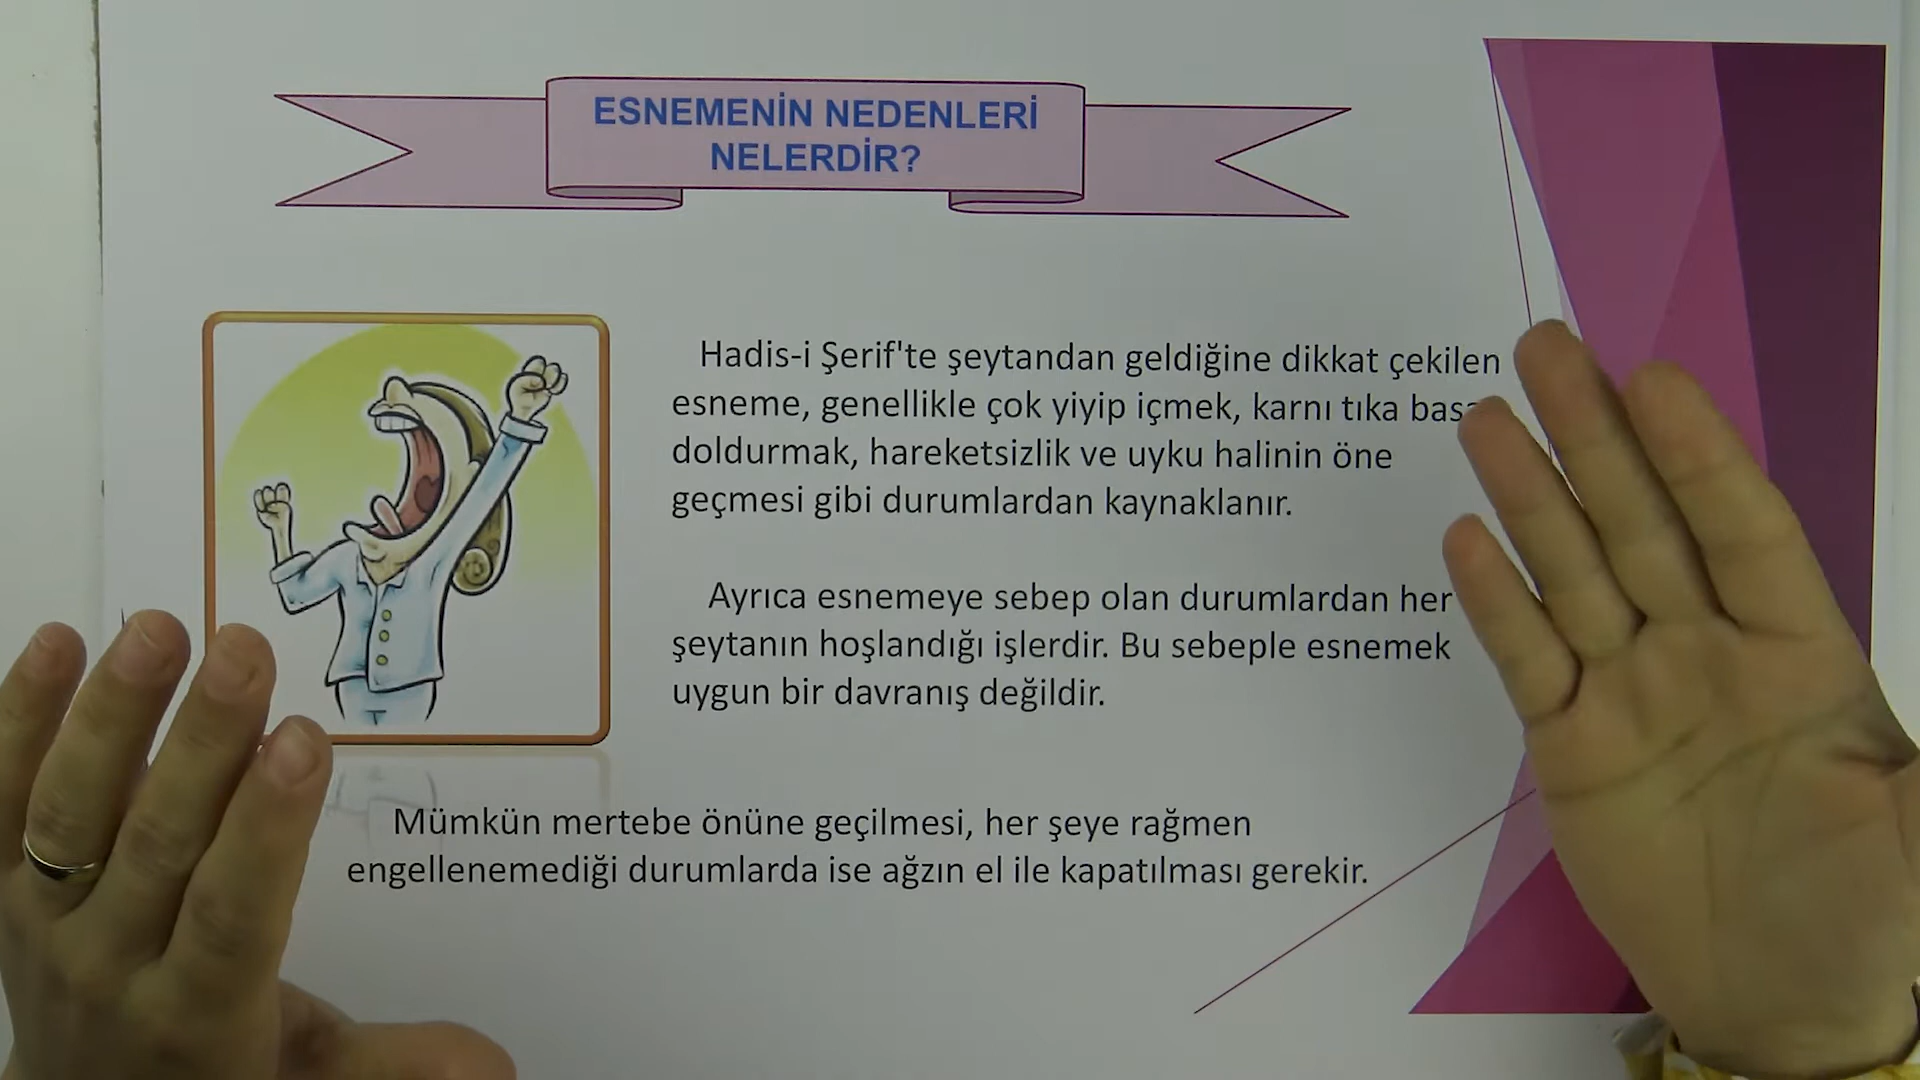 ESNEMENİN NEDENLERİ
NELERDİR?
Hadis-i Şerif'te şeytandan geldiğine dikkat çekilen
esneme, genellikle çok yiyip içmek, karnı tıka
doldurmak, hareketsizlik ve uyku halinin öne
geçmesi gibi durumlardan kaynaklanır.
Ayrıca esnemeye sebep olan durumlardan her
şeytanın hoşlandığı işlerdir. Bu sebeple esnemek
uygun bir davranış değildir.
Mümkün mertebe önüne geçilmesi, her şeye rağmen
engellenemediği durumlarda ise ağzın el ile kapatılması gerekir.